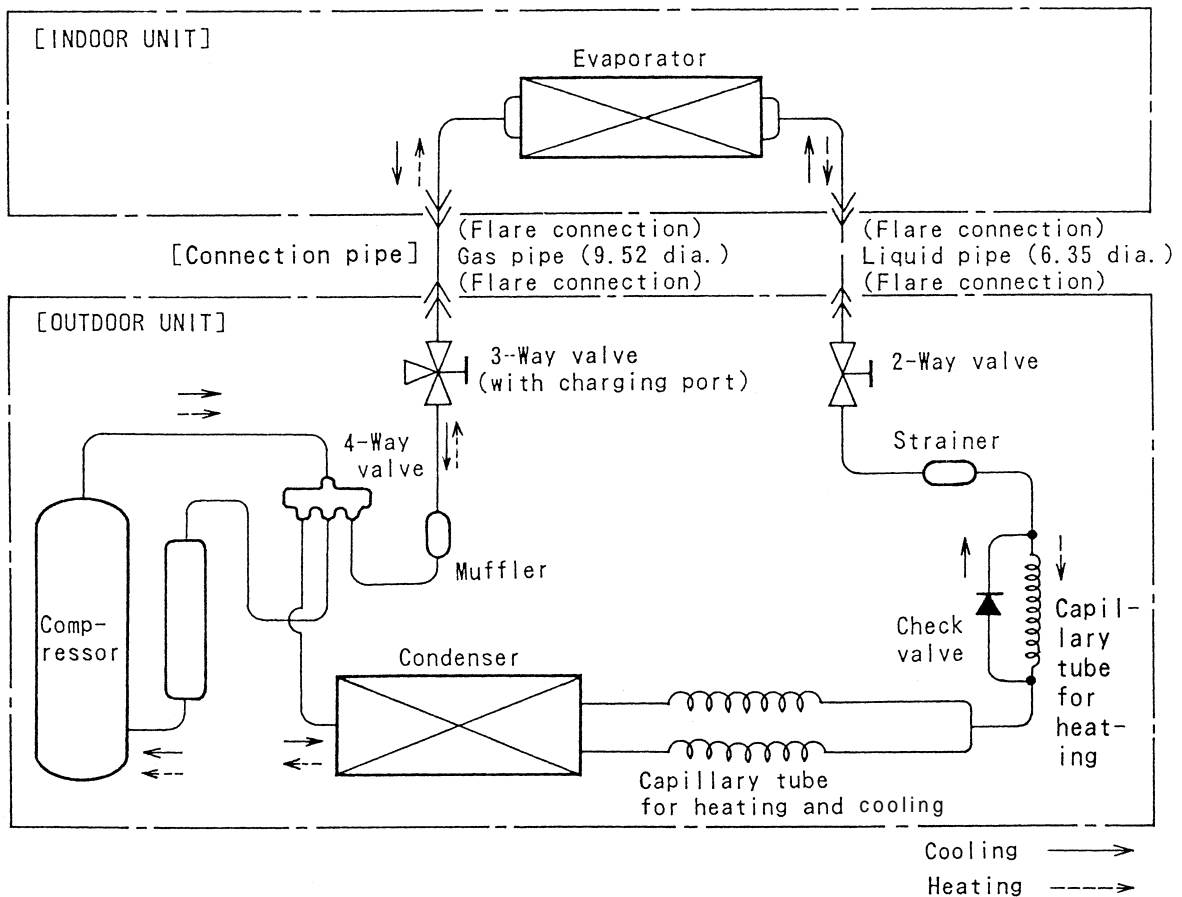 [INDOOR UNIT]
Evaporator
(Flare connection)
[Connection pipe]
Gas pipe (9.52 dia.)
(Flare connection)
(Flare connection)
Liquid pipe (6.35 dia.)
(Flare connection)
[OUTDOOR UNIT]
3-Way valve
(with charging port)
2-Way valve
4-Way
valve
Strainer
Muffler
Comp-
ressor
Check
valve
Capil-
lary
tube
for
heat-
ing
Condenser
Capillary tube
for heating and cooling
Cooling
Heating